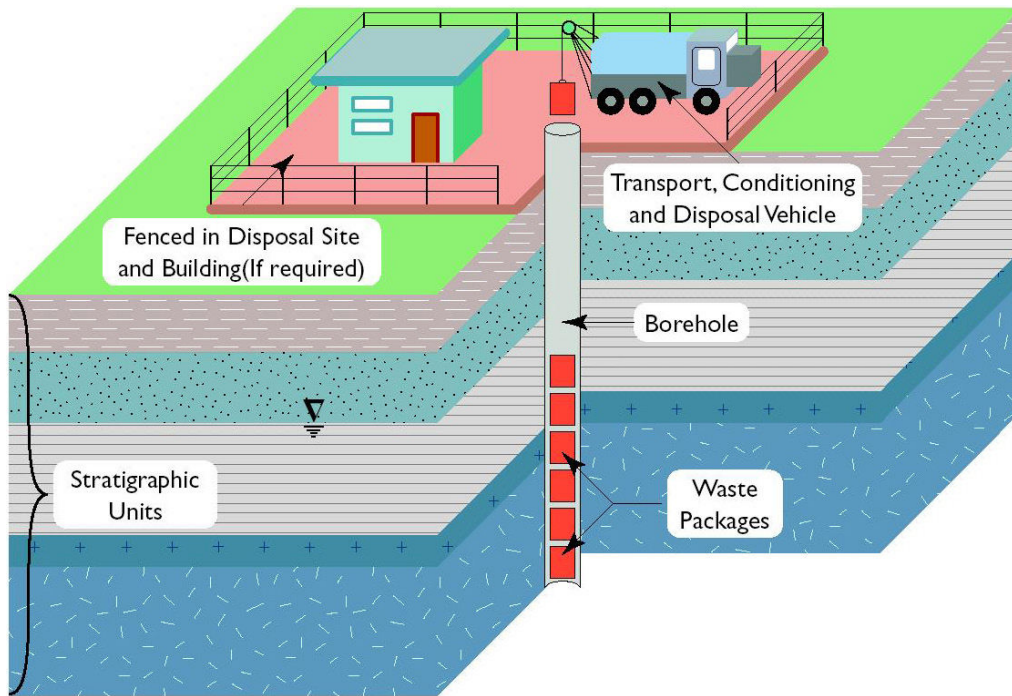 Transport, Conditioning
and Disposal Vehicle
Fenced in Disposal Site
and Building(If required)
Borehole
Stratigraphic
Units
Waste
Packages